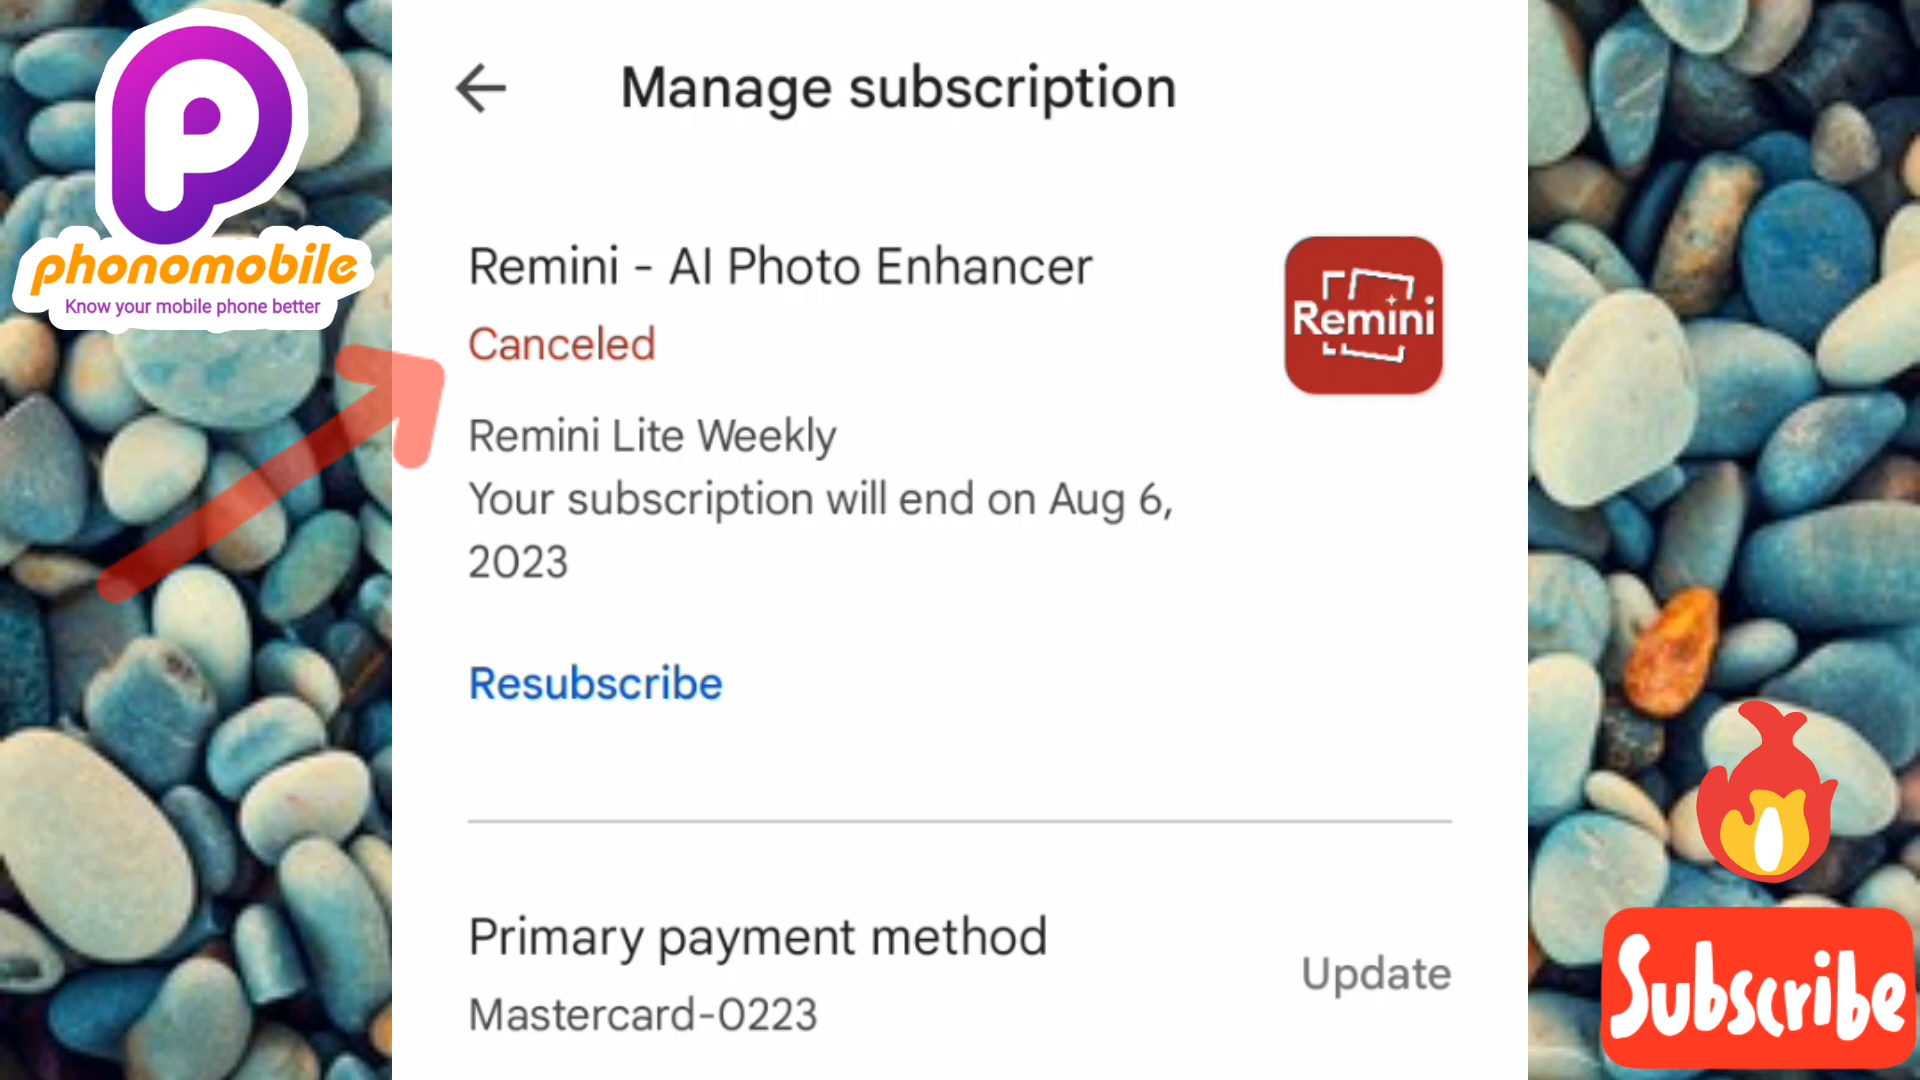 phonomobile
Know your mobile phone better
Manage subscription
Remini - AI Photo Enhancer
Canceled
Remini
Remini Lite Weekly
Your subscription will end on Aug 6,
2023
Resubscribe
Primary payment method
Update
Mastercard-0223
Subscribe